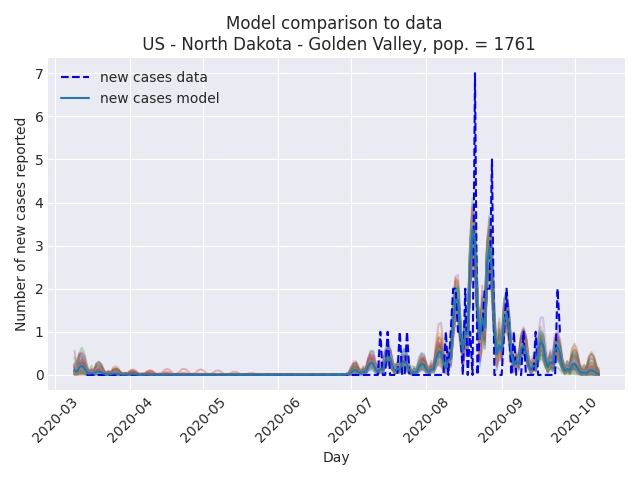 Model comparison to data
US - North Dakota - Golden Valley, pop. = 1761
new cases data
new cases model
Number of new cases reported
7
6
5
4
3
2
1
0
2020-03
2020-04
2020-05
2020-06
2020-07
2020-08
2020-09
2020-10
Day